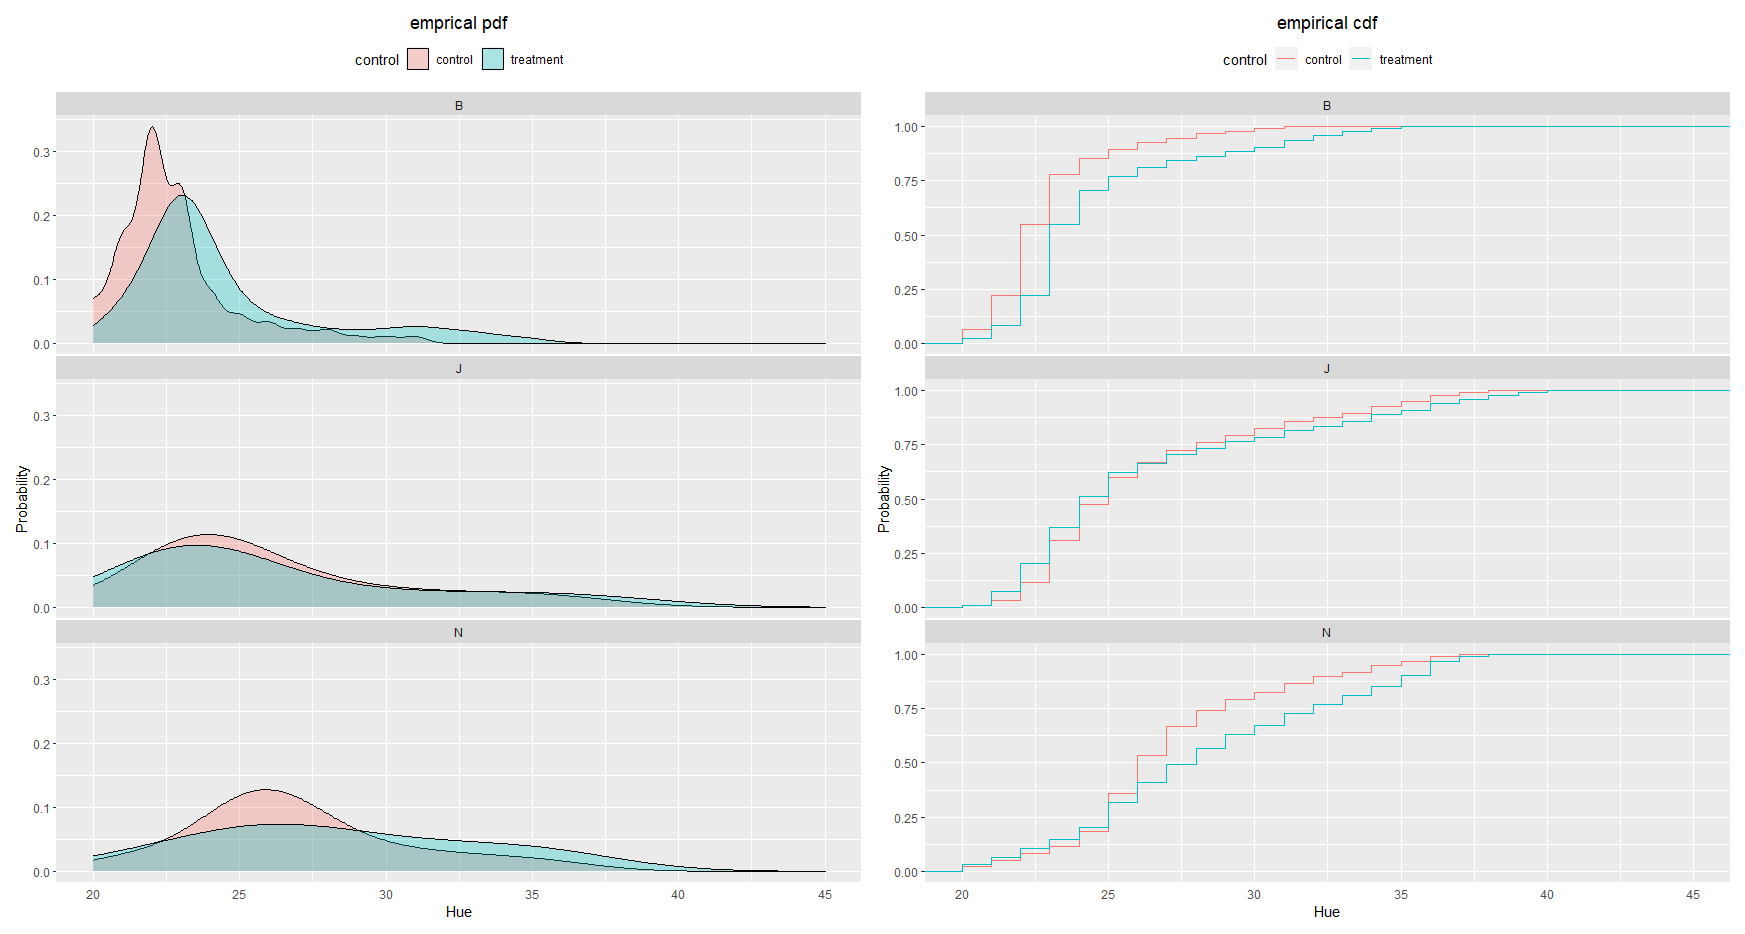 emprical pdf
control control treatment
B
0.3
0.2
0.1
0.0
J
0.3
0.2
0.1
0.0
N
0.3
0.2
0.1
0.0
20 25 30 35 40 45
Hue
Probability
empirical cdf
control control treatment
B
1.00
0.75
0.50
0.25
0.00
J
1.00
0.75
0.50
0.25
0.00
N
1.00
0.75
0.50
0.25
0.00
20 25 30 35 40 45
Hue
Probability